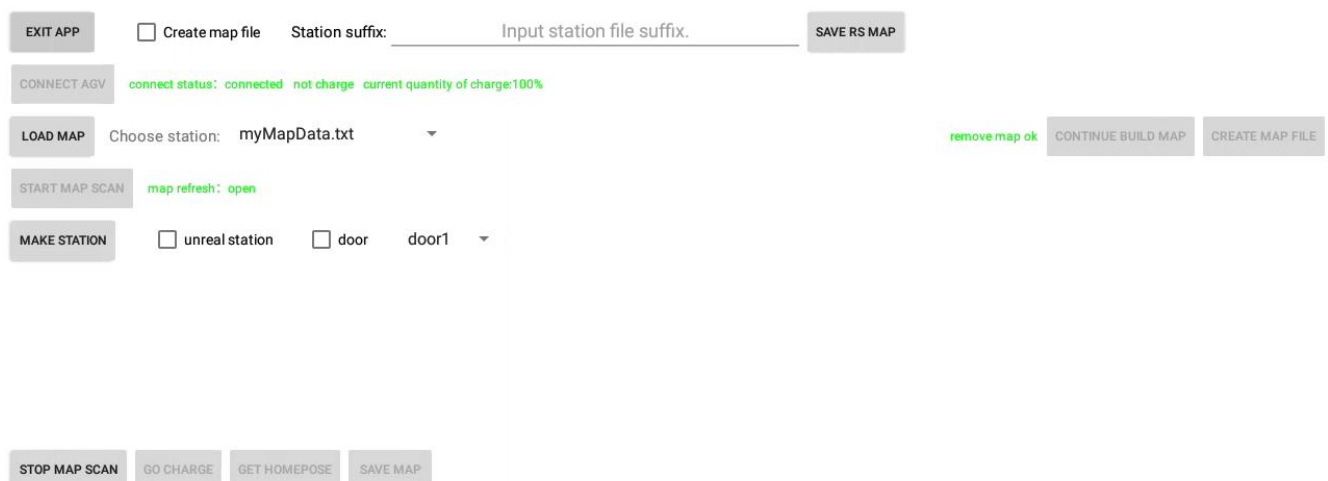 EXIT APP Create map file Station suffix: Input station file suffix. SAVE RS MAP
CONNECT AGV connect status： connected not charge current quantity of charge:100%
LOAD MAP Choose station: myMapData.txt remove map ok CONTINUE BUILD MAP CREATE MAP FILE
START MAP SCAN map refresh： open
MAKE STATION unreal station door door1
STOP MAP SCAN GO CHARGE GET HOMEPOSE SAVE MAP